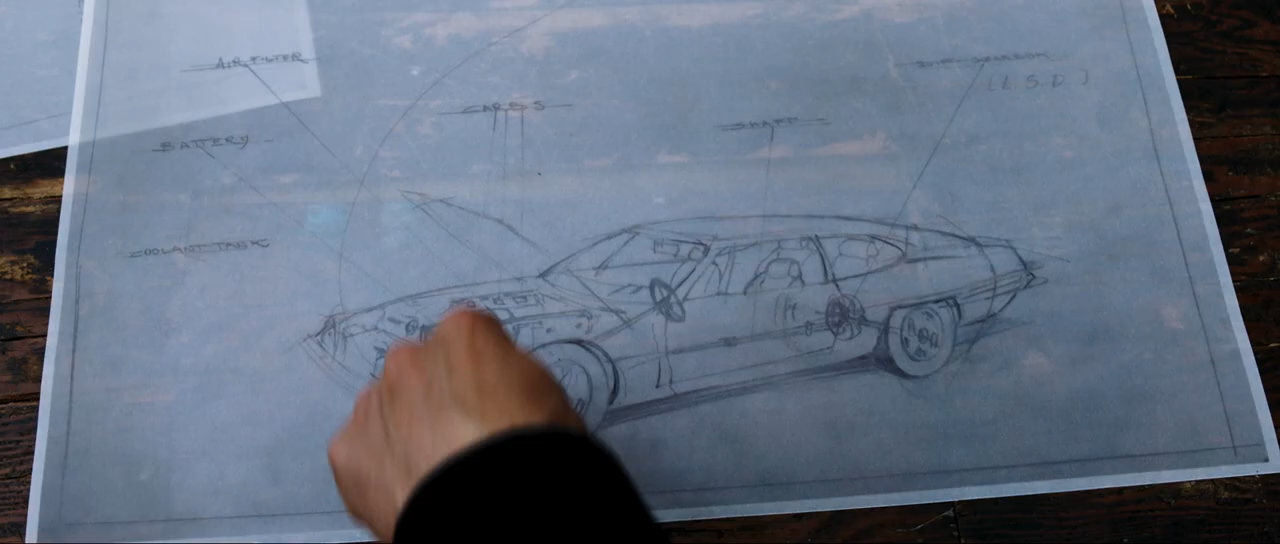 AIR FILTER
CARBS
SHAFT
(L.S.D.)
BATTERY
COOLANT TANK